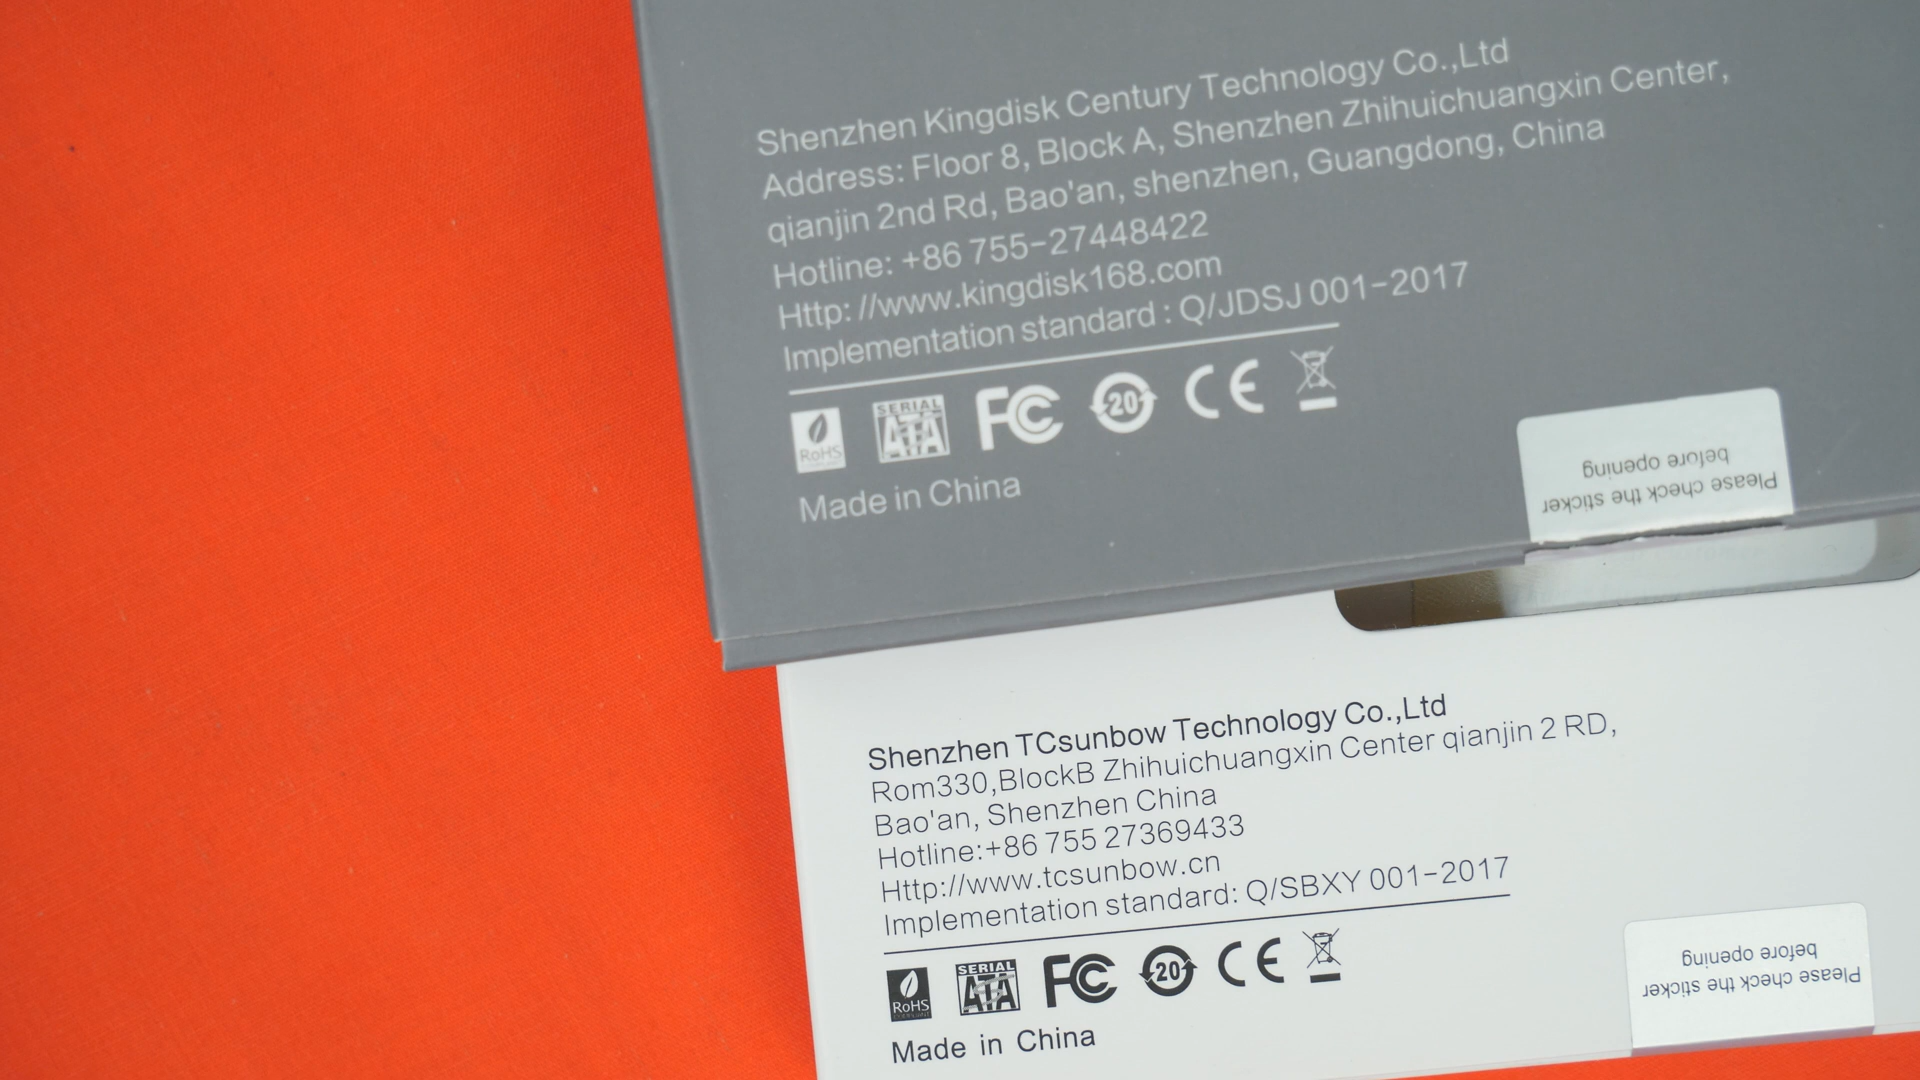 Shenzhen Kingdisk Century Technology Co.,Ltd
Address: Floor 8, Block A, Shenzhen Zhihuichuangxin Center,
qianjin 2nd Rd, Bao'an, shenzhen, Guangdong, China
Hotline: +86 755-27448422
Http: //www.kingdisk168.com
Implementation standard : Q/JDSJ 001-2017
RoHS
SERIAL
ATA
FC
20
CE
Made in China
Please check the sticker
before opening
Shenzhen TCsunbow Technology Co.,Ltd
Rom330,BlockB Zhihuichuangxin Center qianjin 2 RD,
Bao'an, Shenzhen China
Hotline:+86 755 27369433
Http://www.tcsunbow.cn
Implementation standard: Q/SBXY 001-2017
RoHS
SERIAL
ATA
FC
20
CE
Made in China
Please check the sticker
before opening